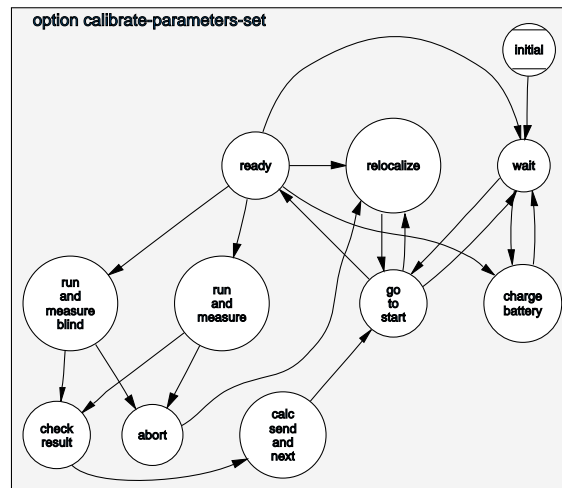 option calibrate-parameters-set
initial
ready
relocalize
wait
run
and
measure
blind
run
and
measure
go
to
start
charge
battery
check
result
abort
calc
send
and
next